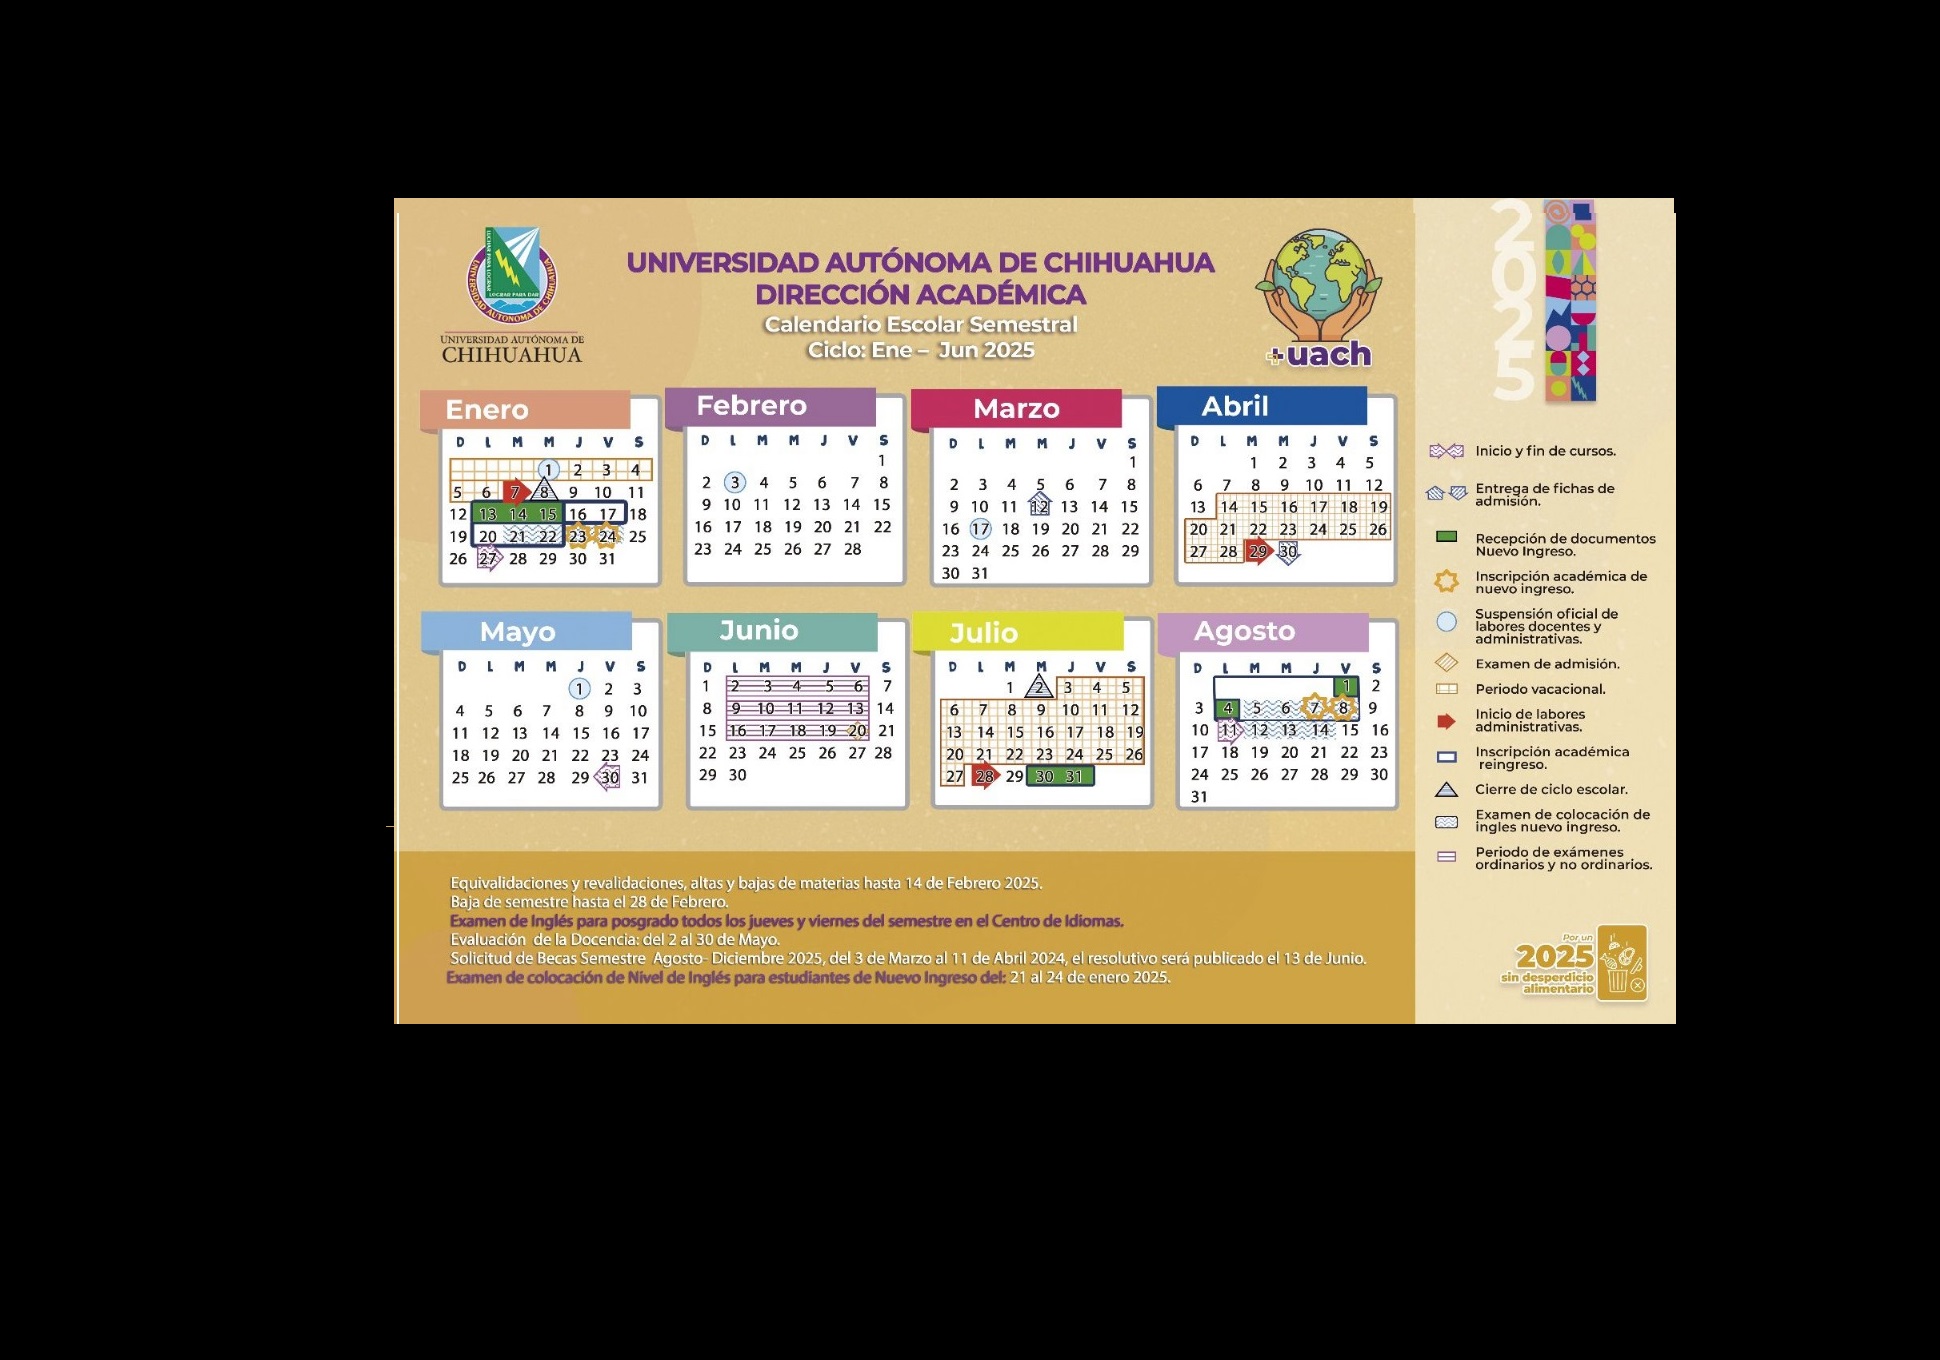 UNIVERSIDAD AUTÓNOMA DE CHIHUAHUA
LUCHAR PARA LOGRAR
LOGRAR PARA DAR
UNIVERSIDAD AUTÓNOMA DE
CHIHUAHUA
UNIVERSIDAD AUTÓNOMA DE CHIHUAHUA
DIRECCIÓN ACADÉMICA
Calendario Escolar Semestral
Ciclo: Ene – Jun 2025
+uach
2025
Enero
D L M M J V S
1 2 3 4
5 6 7 8 9 10 11
12 13 14 15 16 17 18
19 20 21 22 23 24 25
26 27 28 29 30 31
Febrero
D L M M J V S
1
2 3 4 5 6 7 8
9 10 11 12 13 14 15
16 17 18 19 20 21 22
23 24 25 26 27 28
Marzo
D L M M J V S
1
2 3 4 5 6 7 8
9 10 11 12 13 14 15
16 17 18 19 20 21 22
23 24 25 26 27 28 29
30 31
Abril
D L M M J V S
1 2 3 4 5
6 7 8 9 10 11 12
13 14 15 16 17 18 19
20 21 22 23 24 25 26
27 28 29 30
Mayo
D L M M J V S
1 2 3
4 5 6 7 8 9 10
11 12 13 14 15 16 17
18 19 20 21 22 23 24
25 26 27 28 29 30 31
Junio
D L M M J V S
1 2 3 4 5 6 7
8 9 10 11 12 13 14
15 16 17 18 19 20 21
22 23 24 25 26 27 28
29 30
Julio
D L M M J V S
1 2 3 4 5
6 7 8 9 10 11 12
13 14 15 16 17 18 19
20 21 22 23 24 25 26
27 28 29 30 31
Agosto
D L M M J V S
1 2
3 4 5 6 7 8 9
10 11 12 13 14 15 16
17 18 19 20 21 22 23
24 25 26 27 28 29 30
31
Inicio y fin de cursos.
Entrega de fichas de
admisión.
Recepción de documentos
Nuevo Ingreso.
Inscripción académica de
nuevo ingreso.
Suspensión oficial de
labores docentes y
administrativas.
Examen de admisión.
Periodo vacacional.
Inicio de labores
administrativas.
Inscripción académica
reingreso.
Cierre de ciclo escolar.
Examen de colocación de
ingles nuevo ingreso.
Periodo de exámenes
ordinarios y no ordinarios.
Equivalidaciones y revalidaciones, altas y bajas de materias hasta 14 de Febrero 2025.
Baja de semestre hasta el 28 de Febrero.
Examen de Inglés para posgrado todos los jueves y viernes del semestre en el Centro de Idiomas.
Evaluación de la Docencia: del 2 al 30 de Mayo.
Solicitud de Becas Semestre Agosto- Diciembre 2025, del 3 de Marzo al 11 de Abril 2024, el resolutivo será publicado el 13 de Junio.
Examen de colocación de Nivel de Inglés para estudiantes de Nuevo Ingreso del: 21 al 24 de enero 2025.
Por un
2025
sin desperdicio
alimentario